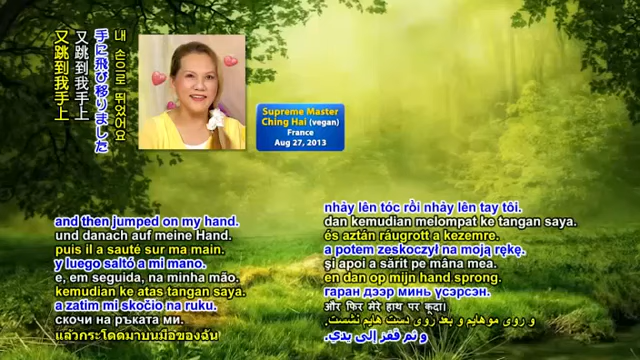 又跳到我手上
又跳到我手上
手に飛び移りました
내 손으로 뛰었어요
Supreme Master
Ching Hai (vegan)
France
Aug 27, 2013
and then jumped on my hand.
und danach auf meine Hand.
puis il a sauté sur ma main.
y luego saltó a mi mano.
e, em seguida, na minha mão.
kemudian ke atas tangan saya.
a zatim mi skočio na ruku.
скочи на ръката ми.
แล้วกระโดดมาบนมือของฉัน
nhảy lên tóc rồi nhảy lên tay tôi.
dan kemudian melompat ke tangan saya.
és aztán ráugrott a kezemre.
a potem zeskoczył na moją rękę.
şi apoi a sărit pe mâna mea.
en dan op mijn hand sprong.
гаран дээр минь үсэрсэн.
और फिर मेरे हाथ पर कूदा।
و روی موهایم و بعد روی دست هایم نشست.
و ثم قفز إلى يدي.